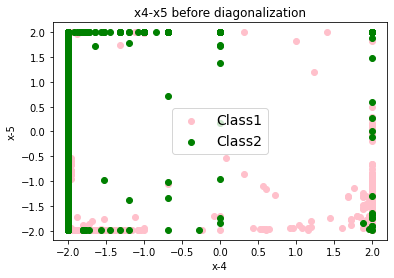 x4-x5 before diagonalization
2.0
1.5
1.0
0.5
0.0
−0.5
−1.0
−1.5
−2.0
x-5
Class1
Class2
−2.0 −1.5 −1.0 −0.5 0.0 0.5 1.0 1.5 2.0
x-4